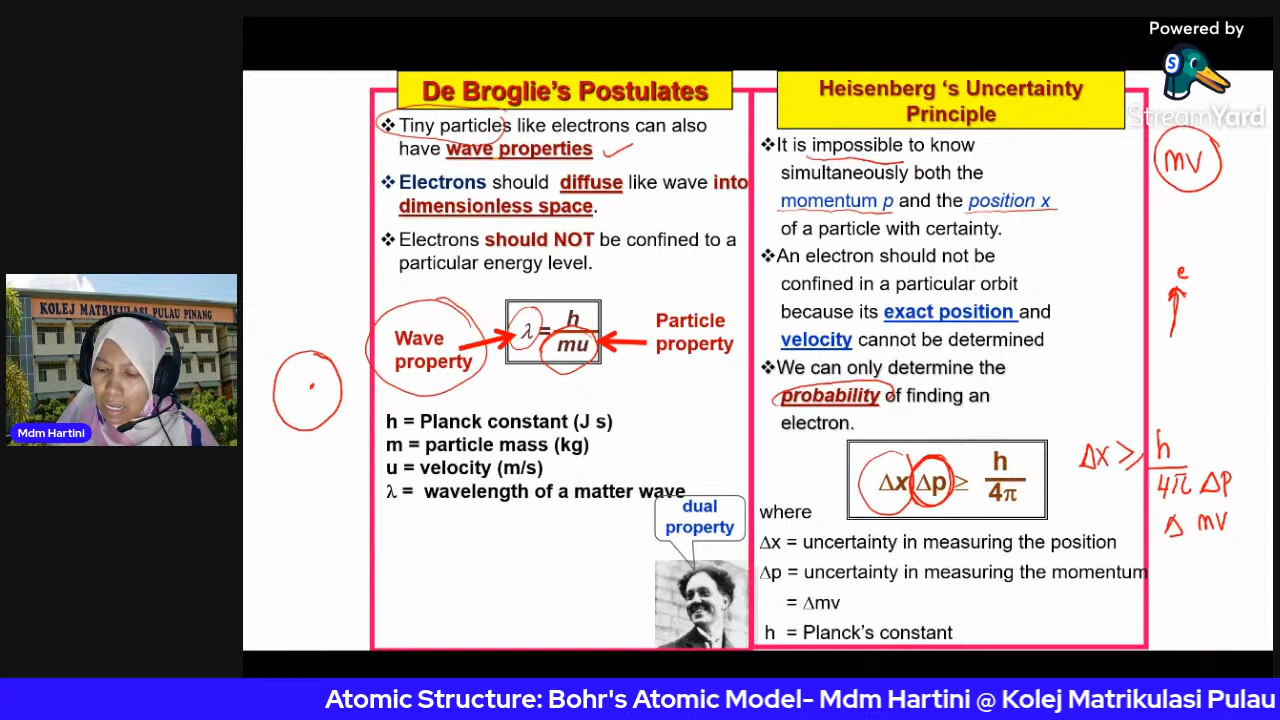 Powered by
StreamYard
De Broglie's Postulates
❖Tiny particles like electrons can also
have wave properties
❖Electrons should diffuse like wave into
dimensionless space.
❖Electrons should NOT be confined to a
particular energy level.
Wave
property
λ = h
mu
Particle
property
h = Planck constant (J s)
m = particle mass (kg)
u = velocity (m/s)
λ = wavelength of a matter wave
dual
property
Heisenberg 's Uncertainty
Principle
❖It is impossible to know
simultaneously both the
momentum p and the position x
of a particle with certainty.
❖An electron should not be
confined in a particular orbit
because its exact position and
velocity cannot be determined
❖We can only determine the
probability of finding an
electron.
Δx Δp ≥ h
4π
where
Δx = uncertainty in measuring the position
Δp = uncertainty in measuring the momentum
= Δmv
h = Planck's constant
mv
e
Δx ≥ h
4π Δp
Δ mv
KOLEJ MATRIKULASI PULAU PINANG
Mdm Hartini
Atomic Structure: Bohr's Atomic Model- Mdm Hartini @ Kolej Matrikulasi Pulau